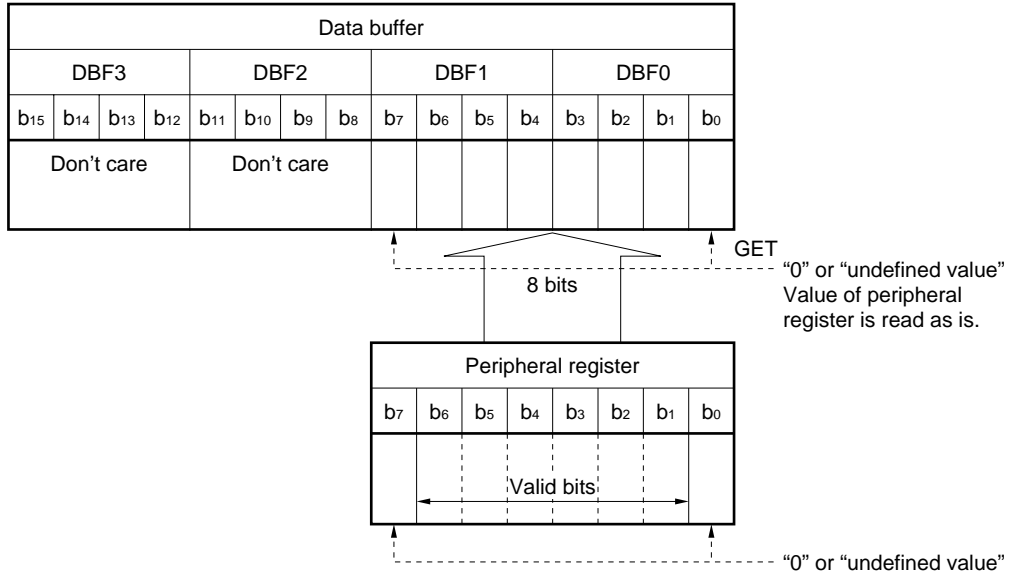 Data buffer
DBF3 DBF2 DBF1 DBF0
b15 b14 b13 b12 b11 b10 b9 b8 b7 b6 b5 b4 b3 b2 b1 b0
Don’t care Don’t care
GET
“0” or “undefined value”
8 bits
Value of peripheral
register is read as is.
Peripheral register
b7 b6 b5 b4 b3 b2 b1 b0
Valid bits
“0” or “undefined value”